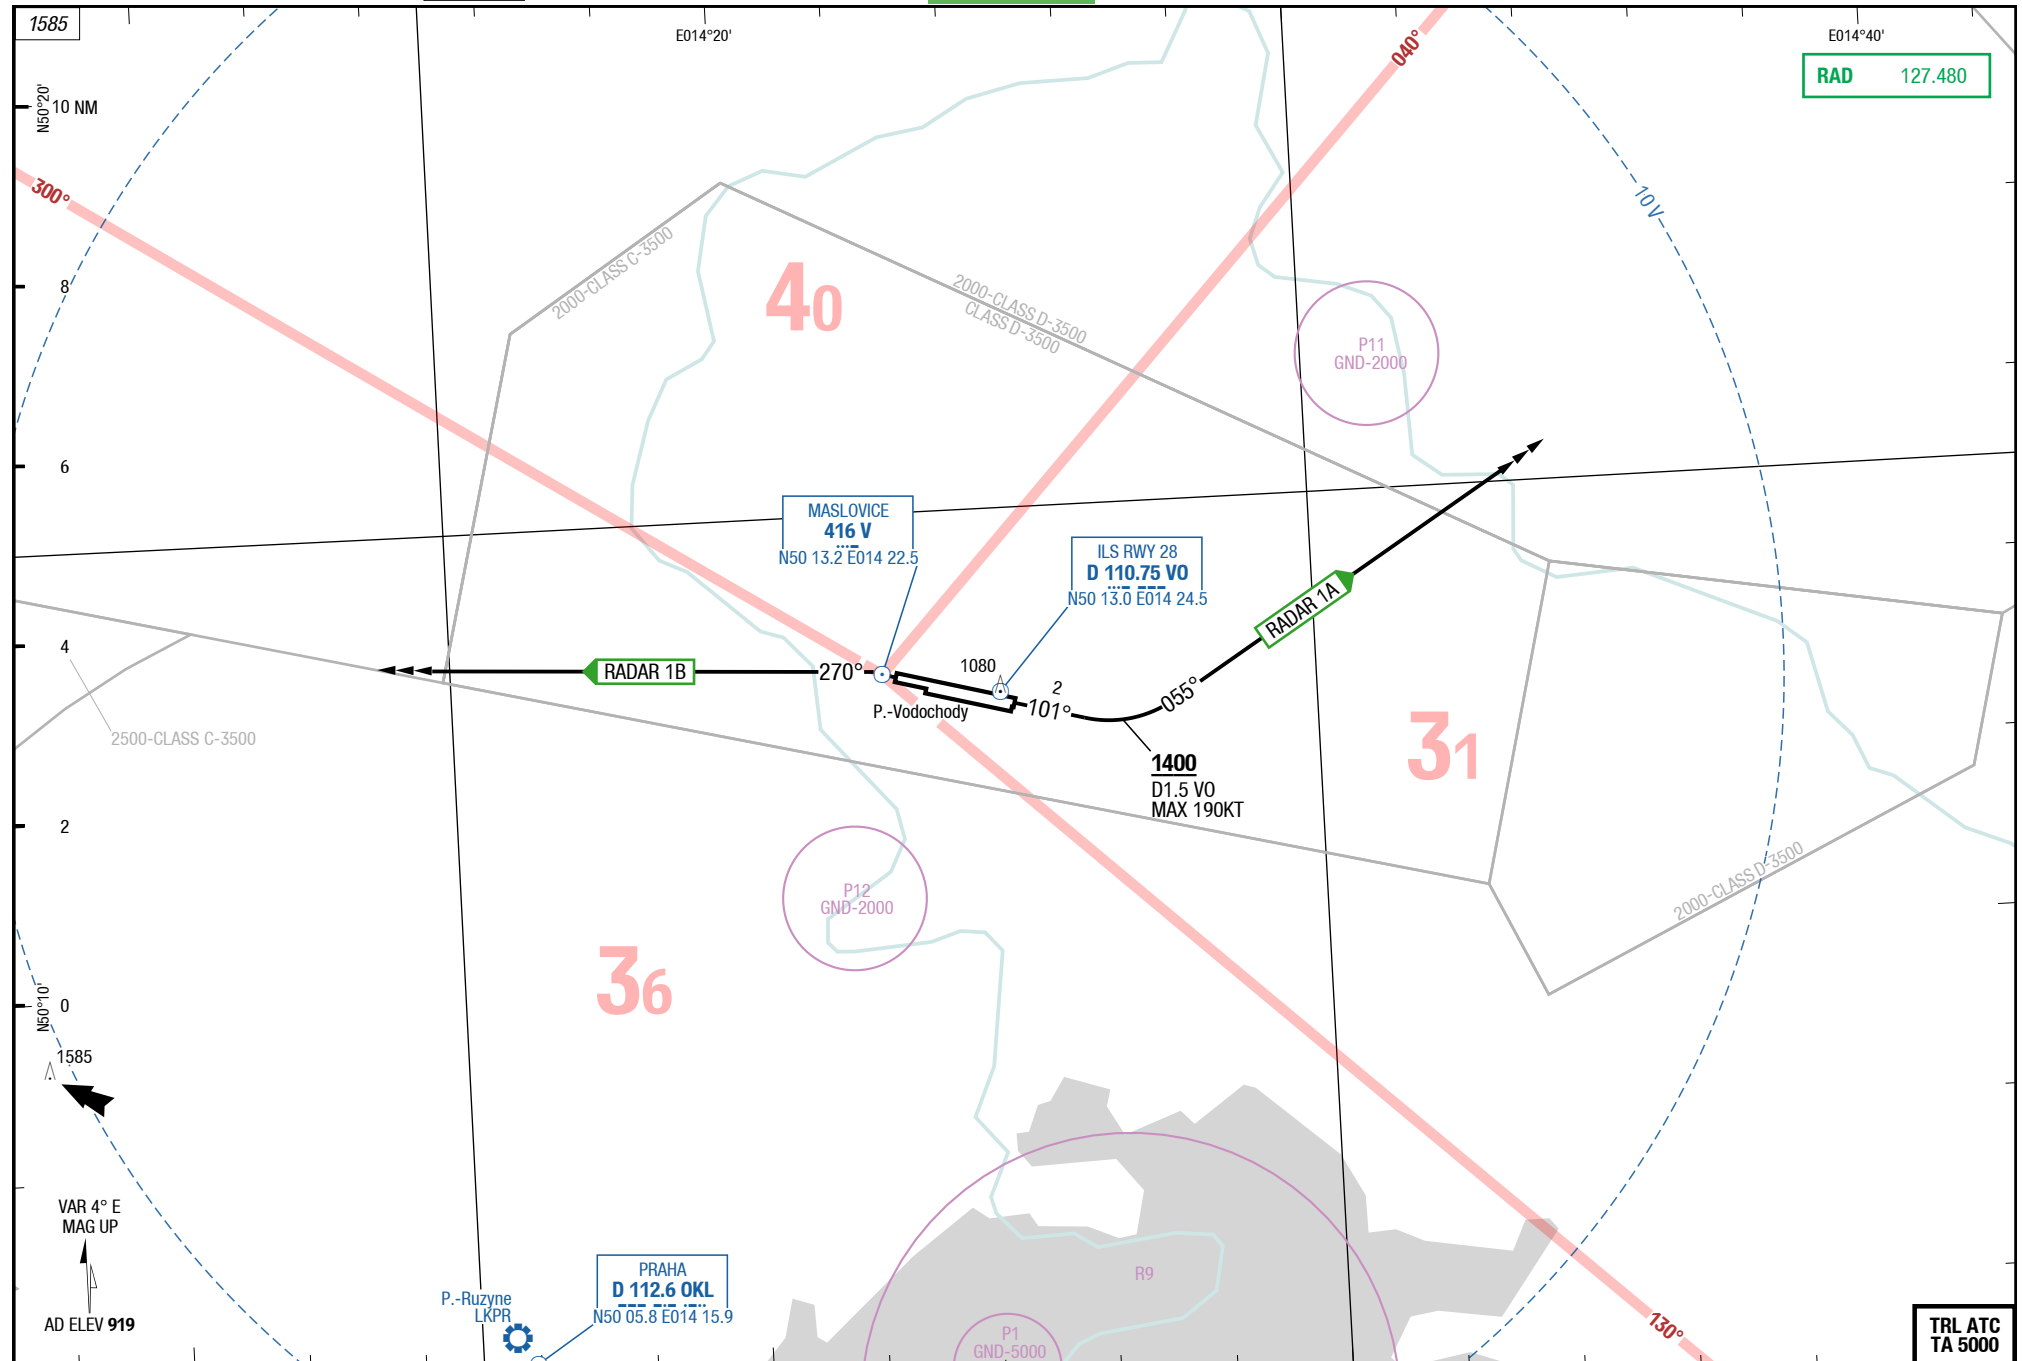 1585
E014°20'
E014°40'
040°
RAD 127.480
N50°20'
10 NM
300°
10 V
2000-CLASS C-3500
40
2000-CLASS D-3500
CLASS D-3500
8
P11
GND-2000
6
MASLOVICE
416 V
N50 13.2 E014 22.5
ILS RWY 28
D 110.75 VO
N50 13.0 E014 24.5
RADAR 1A
4
RADAR 1B
270°
1080
2
101°
055°
P.-Vodochody
2500-CLASS C-3500
31
1400
D1.5 VO
MAX 190KT
2
P12
GND-2000
2000-CLASS D-3500
36
N50°10'
0
1585
VAR 4° E
MAG UP
AD ELEV 919
P.-Ruzyne
LKPR
PRAHA
D 112.6 OKL
N50 05.8 E014 15.9
R9
P1
GND-5000
130°
TRL ATC
TA 5000